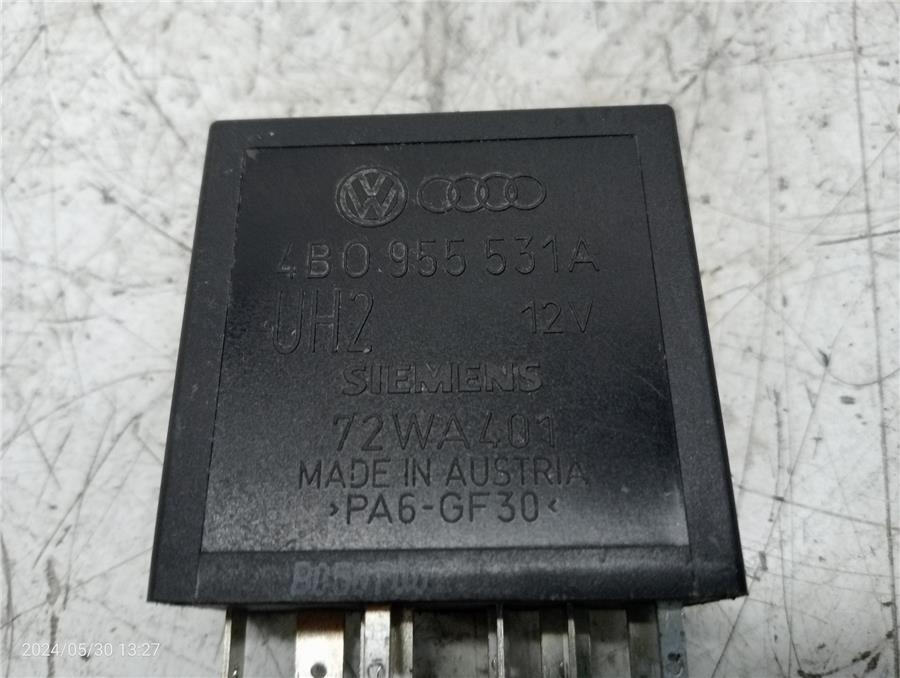 4B0 955 531A
UH2 12V
SIEMENS
72WA401
MADE IN AUSTRIA
>PA6-GF30<
2024/05/30 13:27